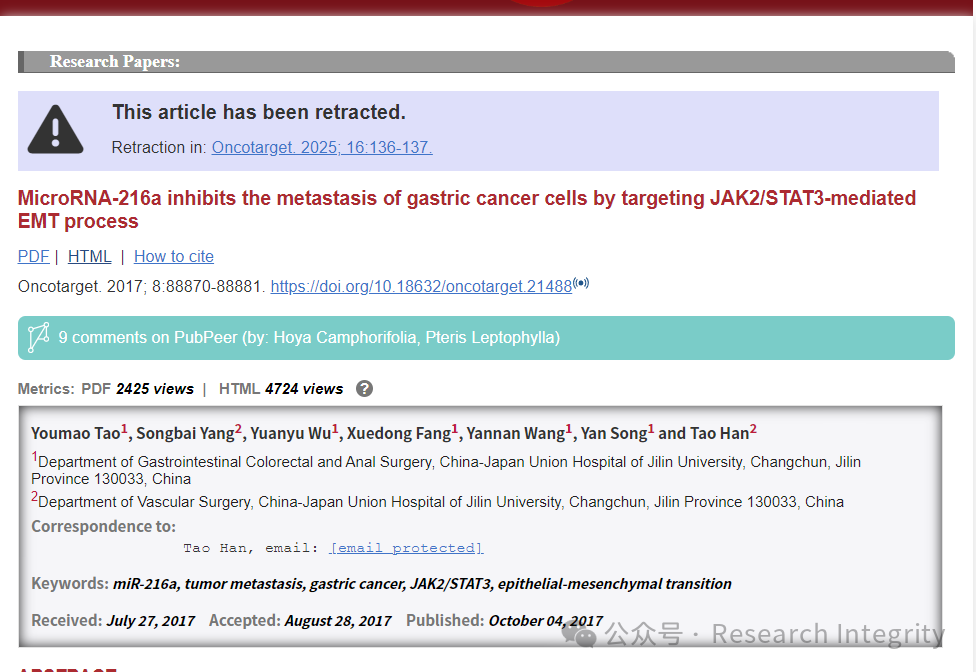 Research Papers:
This article has been retracted.
Retraction in: Oncotarget. 2025; 16:136-137.
MicroRNA-216a inhibits the metastasis of gastric cancer cells by targeting JAK2/STAT3-mediated
EMT process
PDF | HTML | How to cite
Oncotarget. 2017; 8:88870-88881. https://doi.org/10.18632/oncotarget.21488
9 comments on PubPeer (by: Hoya Camphorifolia, Pteris Leptophylla)
Metrics: PDF 2425 views | HTML 4724 views ?
Youmao Tao1, Songbai Yang2, Yuanyu Wu1, Xuedong Fang1, Yannan Wang1, Yan Song1 and Tao Han2
1Department of Gastrointestinal Colorectal and Anal Surgery, China-Japan Union Hospital of Jilin University, Changchun, Jilin
Province 130033, China
2Department of Vascular Surgery, China-Japan Union Hospital of Jilin University, Changchun, Jilin Province 130033, China
Correspondence to:
Tao Han, email: [email protected]
Keywords: miR-216a, tumor metastasis, gastric cancer, JAK2/STAT3, epithelial-mesenchymal transition
Received: July 27, 2017 Accepted: August 28, 2017 Published: October 04, 2017
公众号 · Research Integrity
ABSTRACT